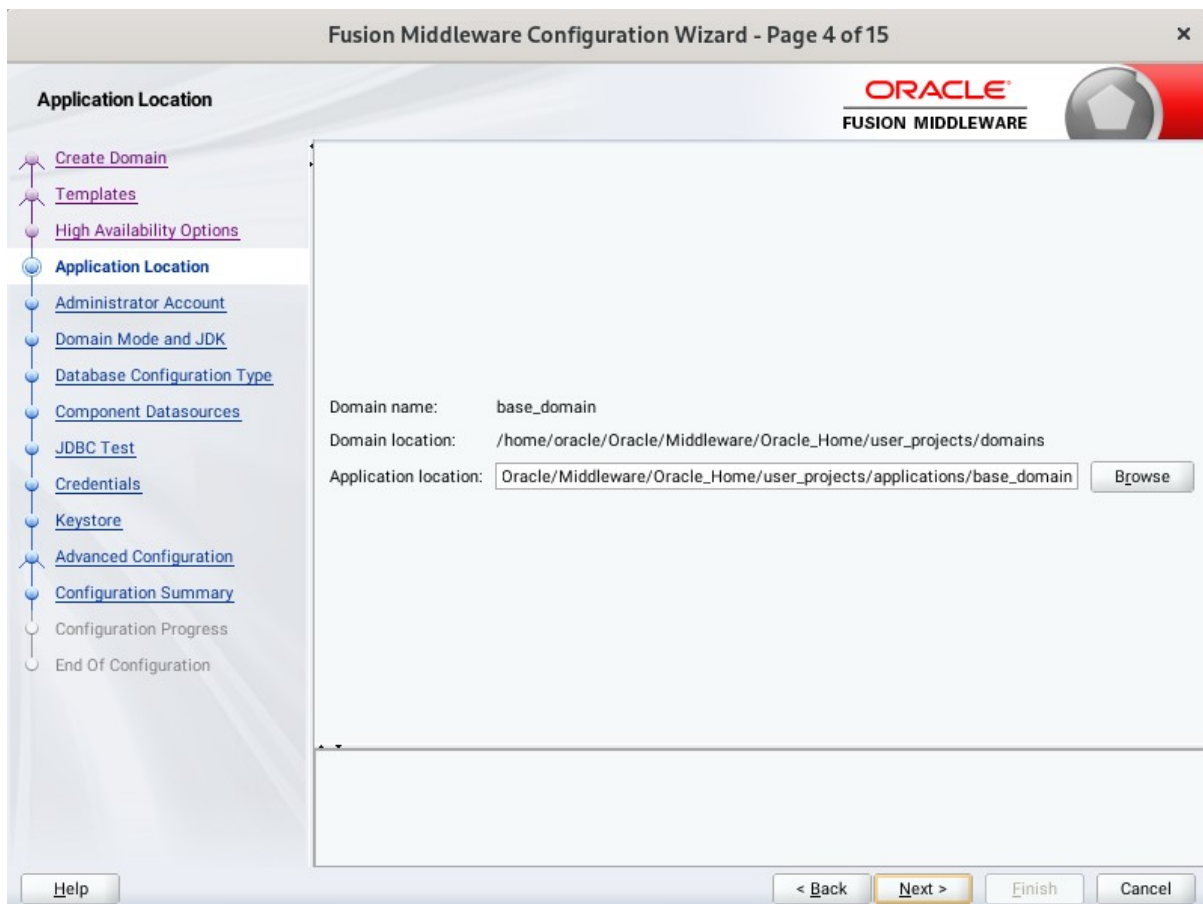 Fusion Middleware Configuration Wizard - Page 4 of 15
Application Location
ORACLE
FUSION MIDDLEWARE
Create Domain
Templates
High Availability Options
Application Location
Administrator Account
Domain Mode and JDK
Database Configuration Type
Component Datasources
JDBC Test
Credentials
Keystore
Advanced Configuration
Configuration Summary
Configuration Progress
End Of Configuration
Domain name: base_domain
Domain location: /home/oracle/Oracle/Middleware/Oracle_Home/user_projects/domains
Application location: Oracle/Middleware/Oracle_Home/user_projects/applications/base_domain Browse
Help < Back Next > Finish Cancel